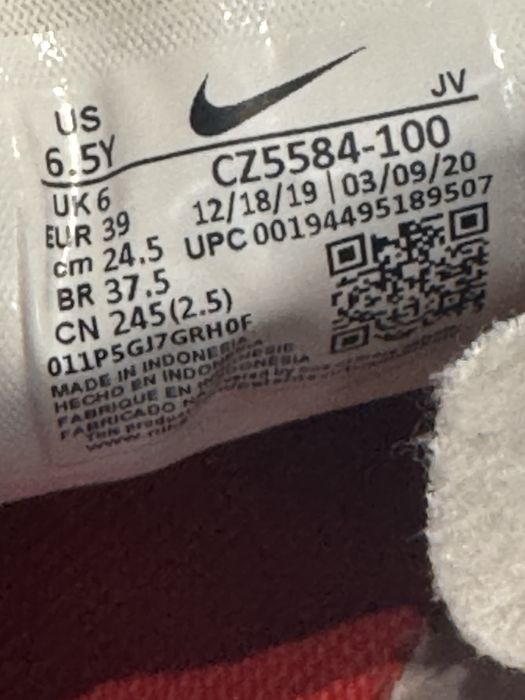 JV
US
6.5Y
CZ5584-100
UK 6
12/18/19 | 03/09/20
EUR 39
UPC 00194495189507
cm 24.5
BR 37.5
CN 245(2.5)
011P5GJ7GRH0F
MADE IN INDONESIA
HECHO EN INDONESIA
FABRIQUE EN INDONESIE
FABRICADO